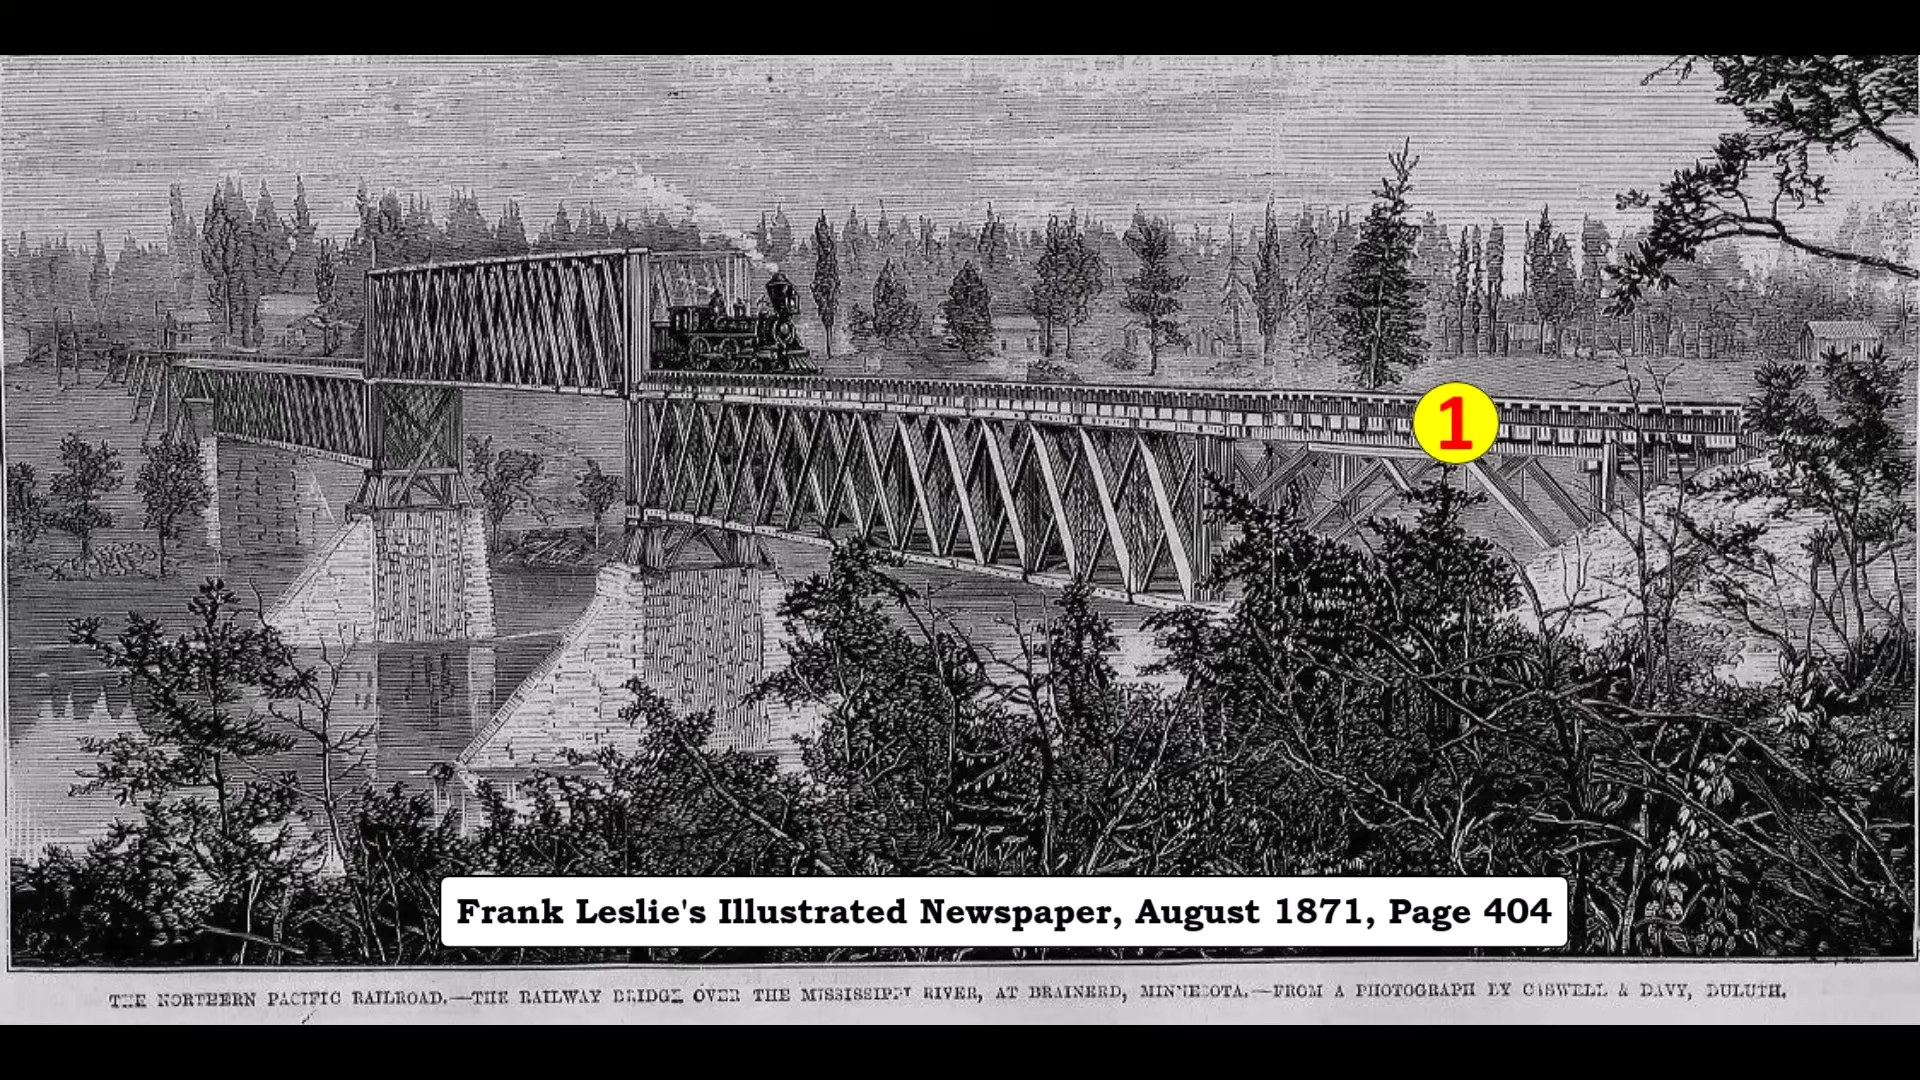 1
Frank Leslie's Illustrated Newspaper, August 1871, Page 404
THE NORTHERN PACIFIC RAILROAD.—THE RAILWAY BRIDGE OVER THE MISSISSIPPI RIVER, AT BRAINERD, MINNESOTA.—FROM A PHOTOGRAPH BY CASWELL & DAVY, DULUTH.